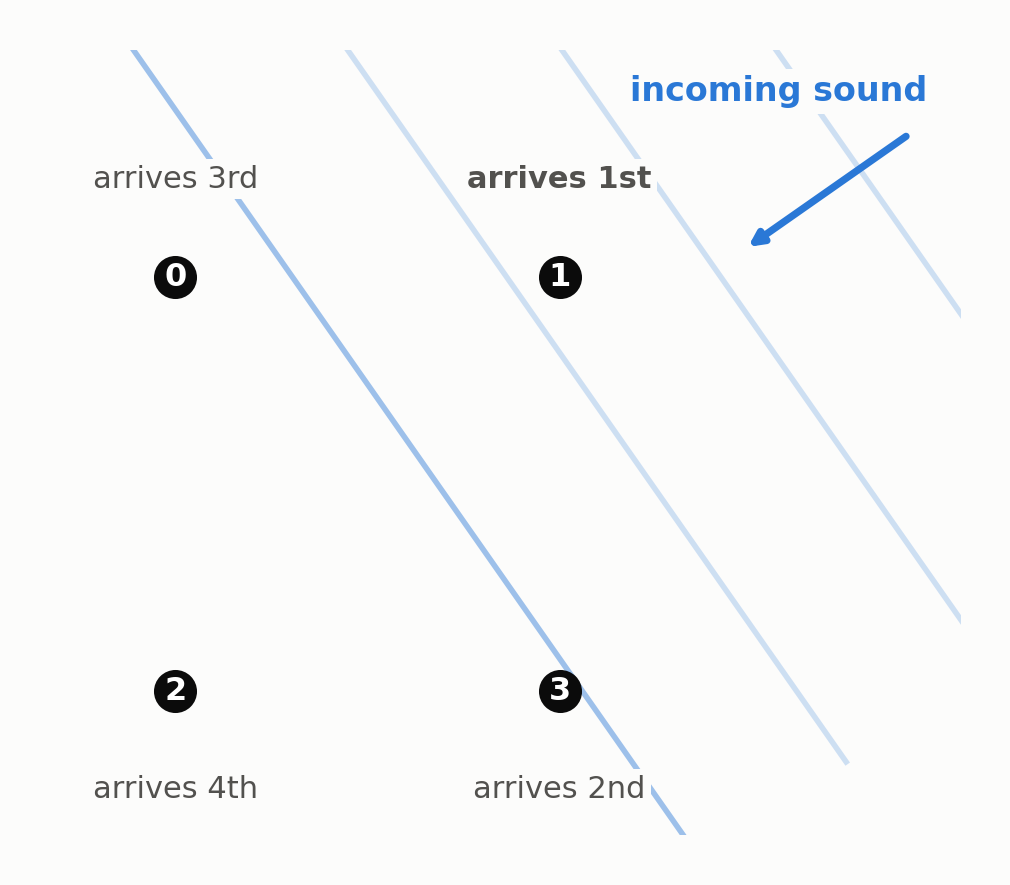 incoming sound
arrives 3rd
arrives 1st
0
1
2
3
arrives 4th
arrives 2nd